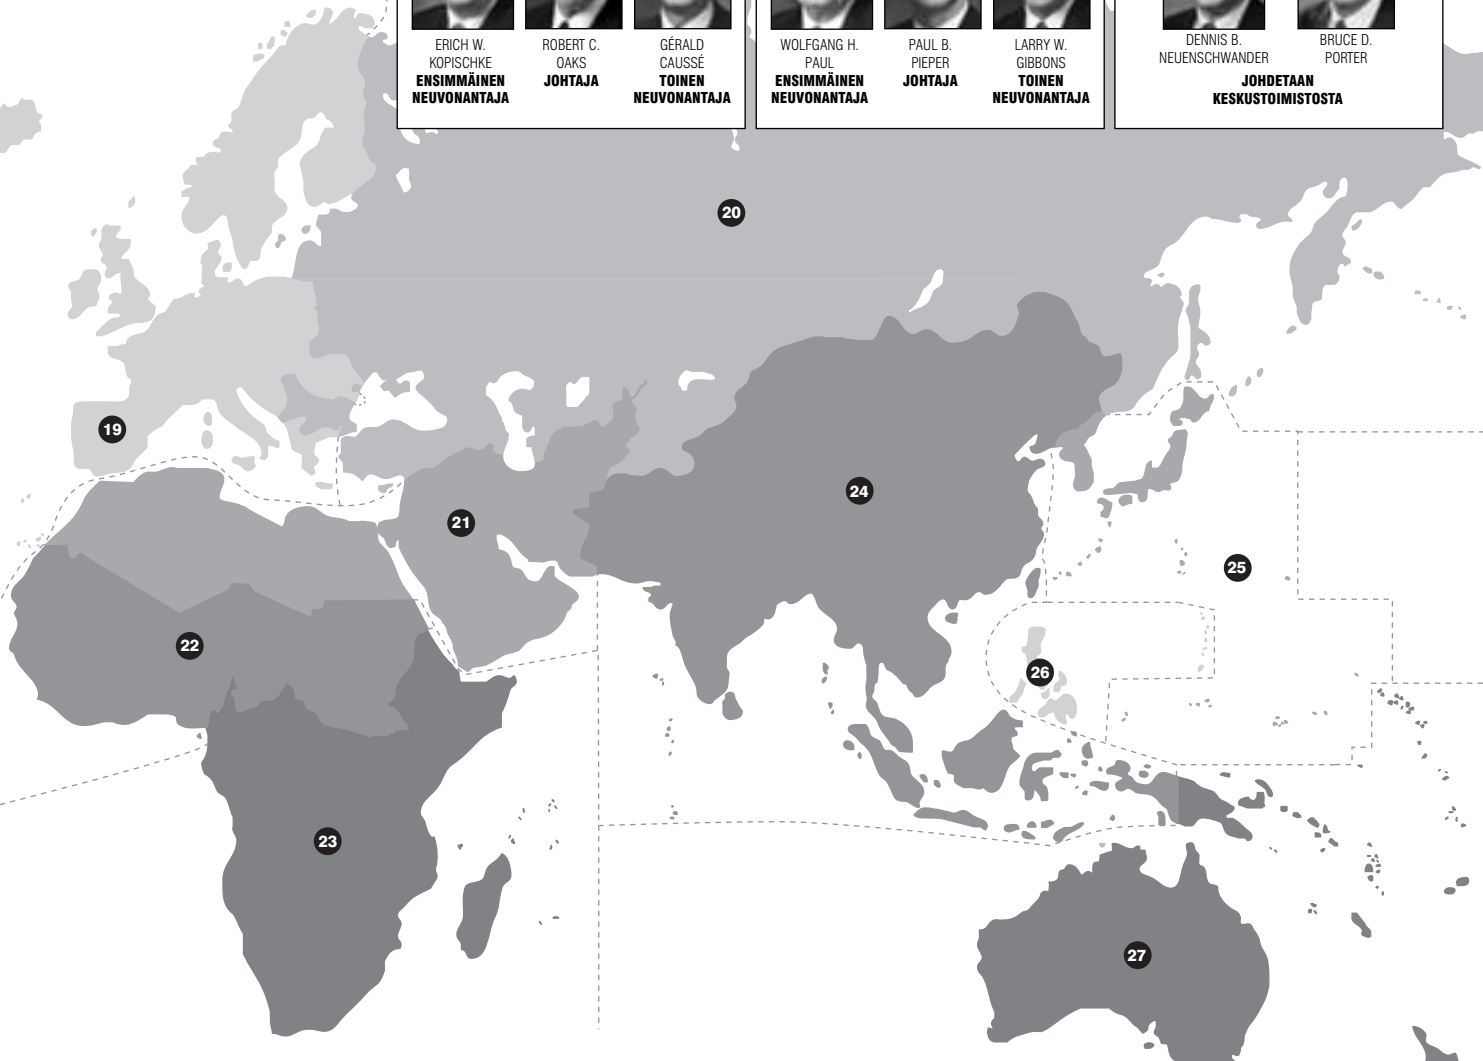 ERICH W.
KOPISCHKE
ENSIMMÄINEN
NEUVONANTAJA
ROBERT C.
OAKS
JOHTAJA
GÉRALD
CAUSSÉ
TOINEN
NEUVONANTAJA
WOLFGANG H.
PAUL
ENSIMMÄINEN
NEUVONANTAJA
PAUL B.
PIEPER
JOHTAJA
LARRY W.
GIBBONS
TOINEN
NEUVONANTAJA
DENNIS B.
NEUENSCHWANDER
BRUCE D.
PORTER
JOHDETAAN
KESKUSTOIMISTOSTA
20
19
24
21
25
22
26
23
27